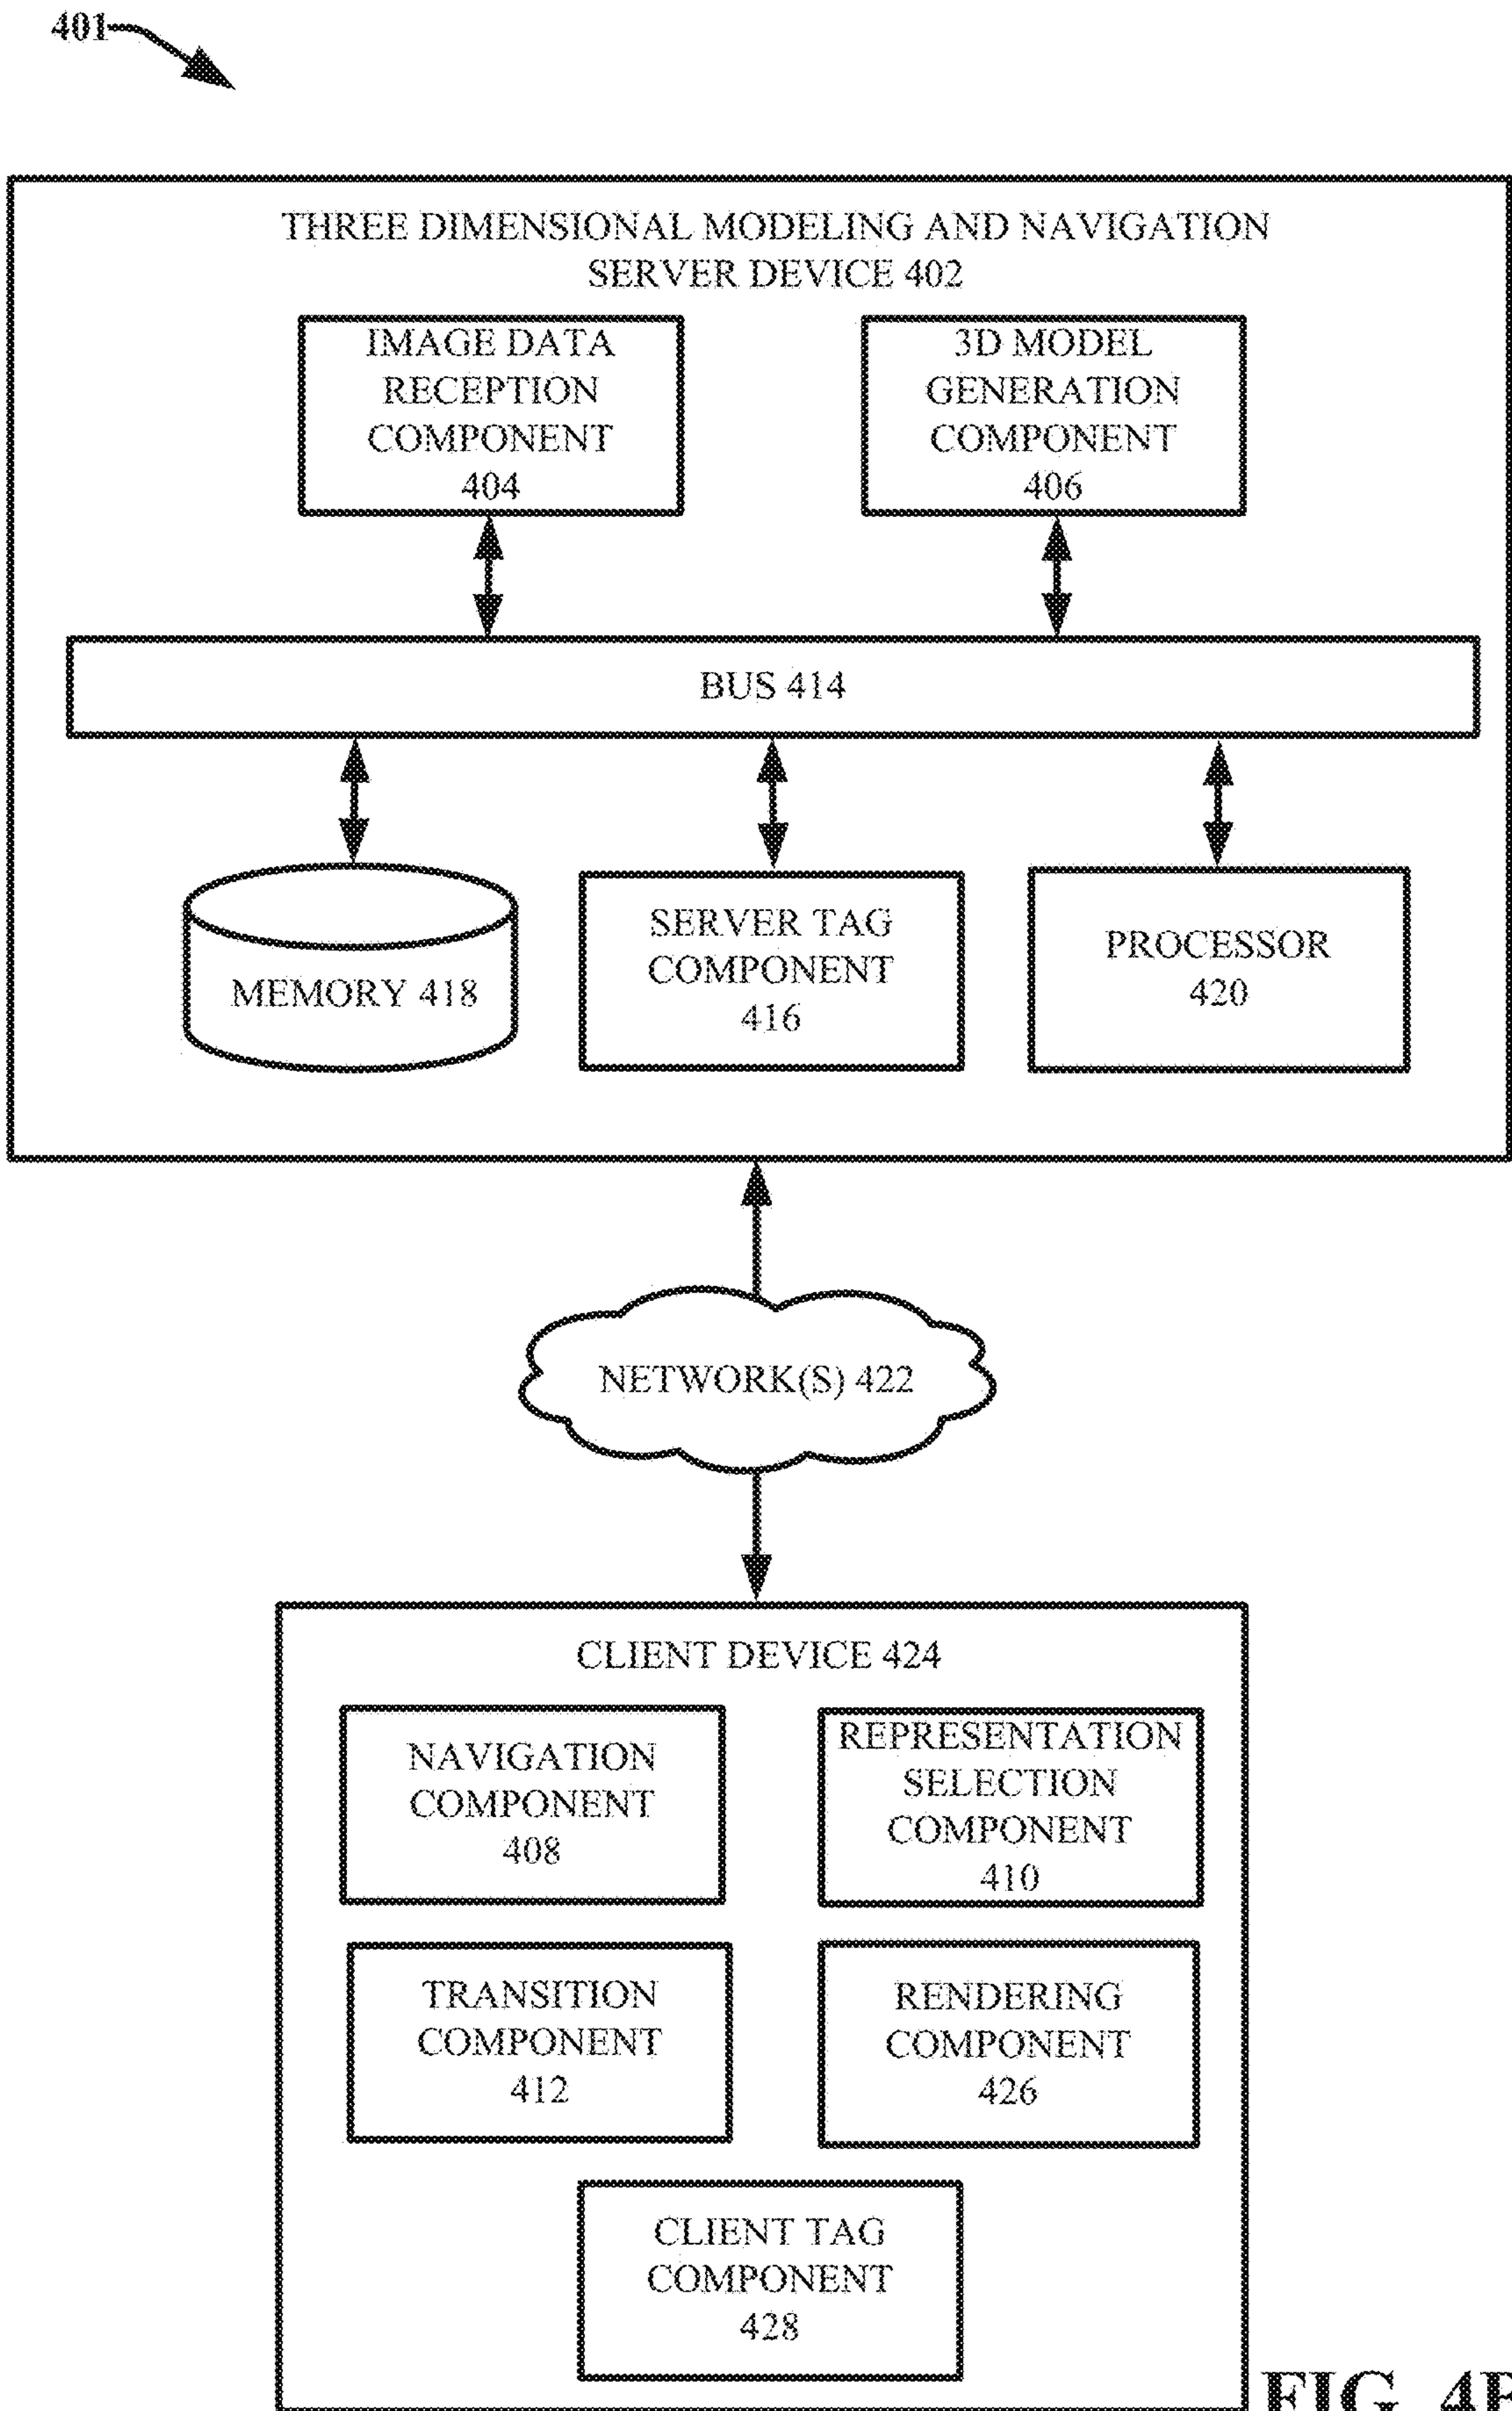 401
THREE DIMENSIONAL MODELING AND NAVIGATION
SERVER DEVICE 402
IMAGE DATA
RECEPTION
COMPONENT
404
3D MODEL
GENERATION
COMPONENT
406
BUS 414
MEMORY 418
SERVER TAG
COMPONENT
416
PROCESSOR
420
NETWORK(S) 422
CLIENT DEVICE 424
NAVIGATION
COMPONENT
408
REPRESENTATION
SELECTION
COMPONENT
410
TRANSITION
COMPONENT
412
RENDERING
COMPONENT
426
CLIENT TAG
COMPONENT
428
FIG. 4B